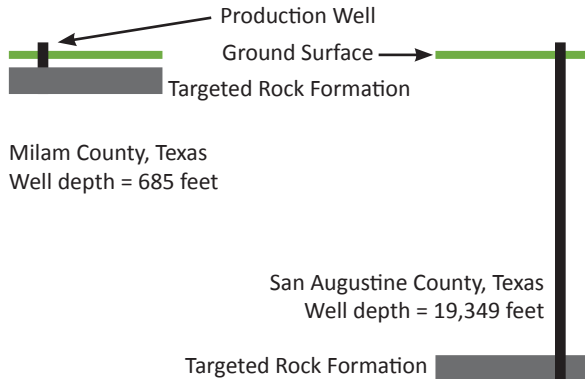 Production Well
Ground Surface
Targeted Rock Formation
Milam County, Texas
Well depth = 685 feet
San Augustine County, Texas
Well depth = 19,349 feet
Targeted Rock Formation